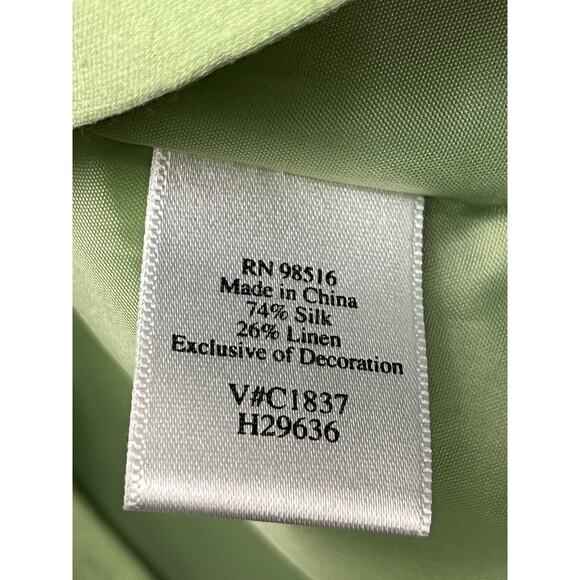 RN 98516
Made in China
74% Silk
26% Linen
Exclusive of Decoration
V#C1837
H29636